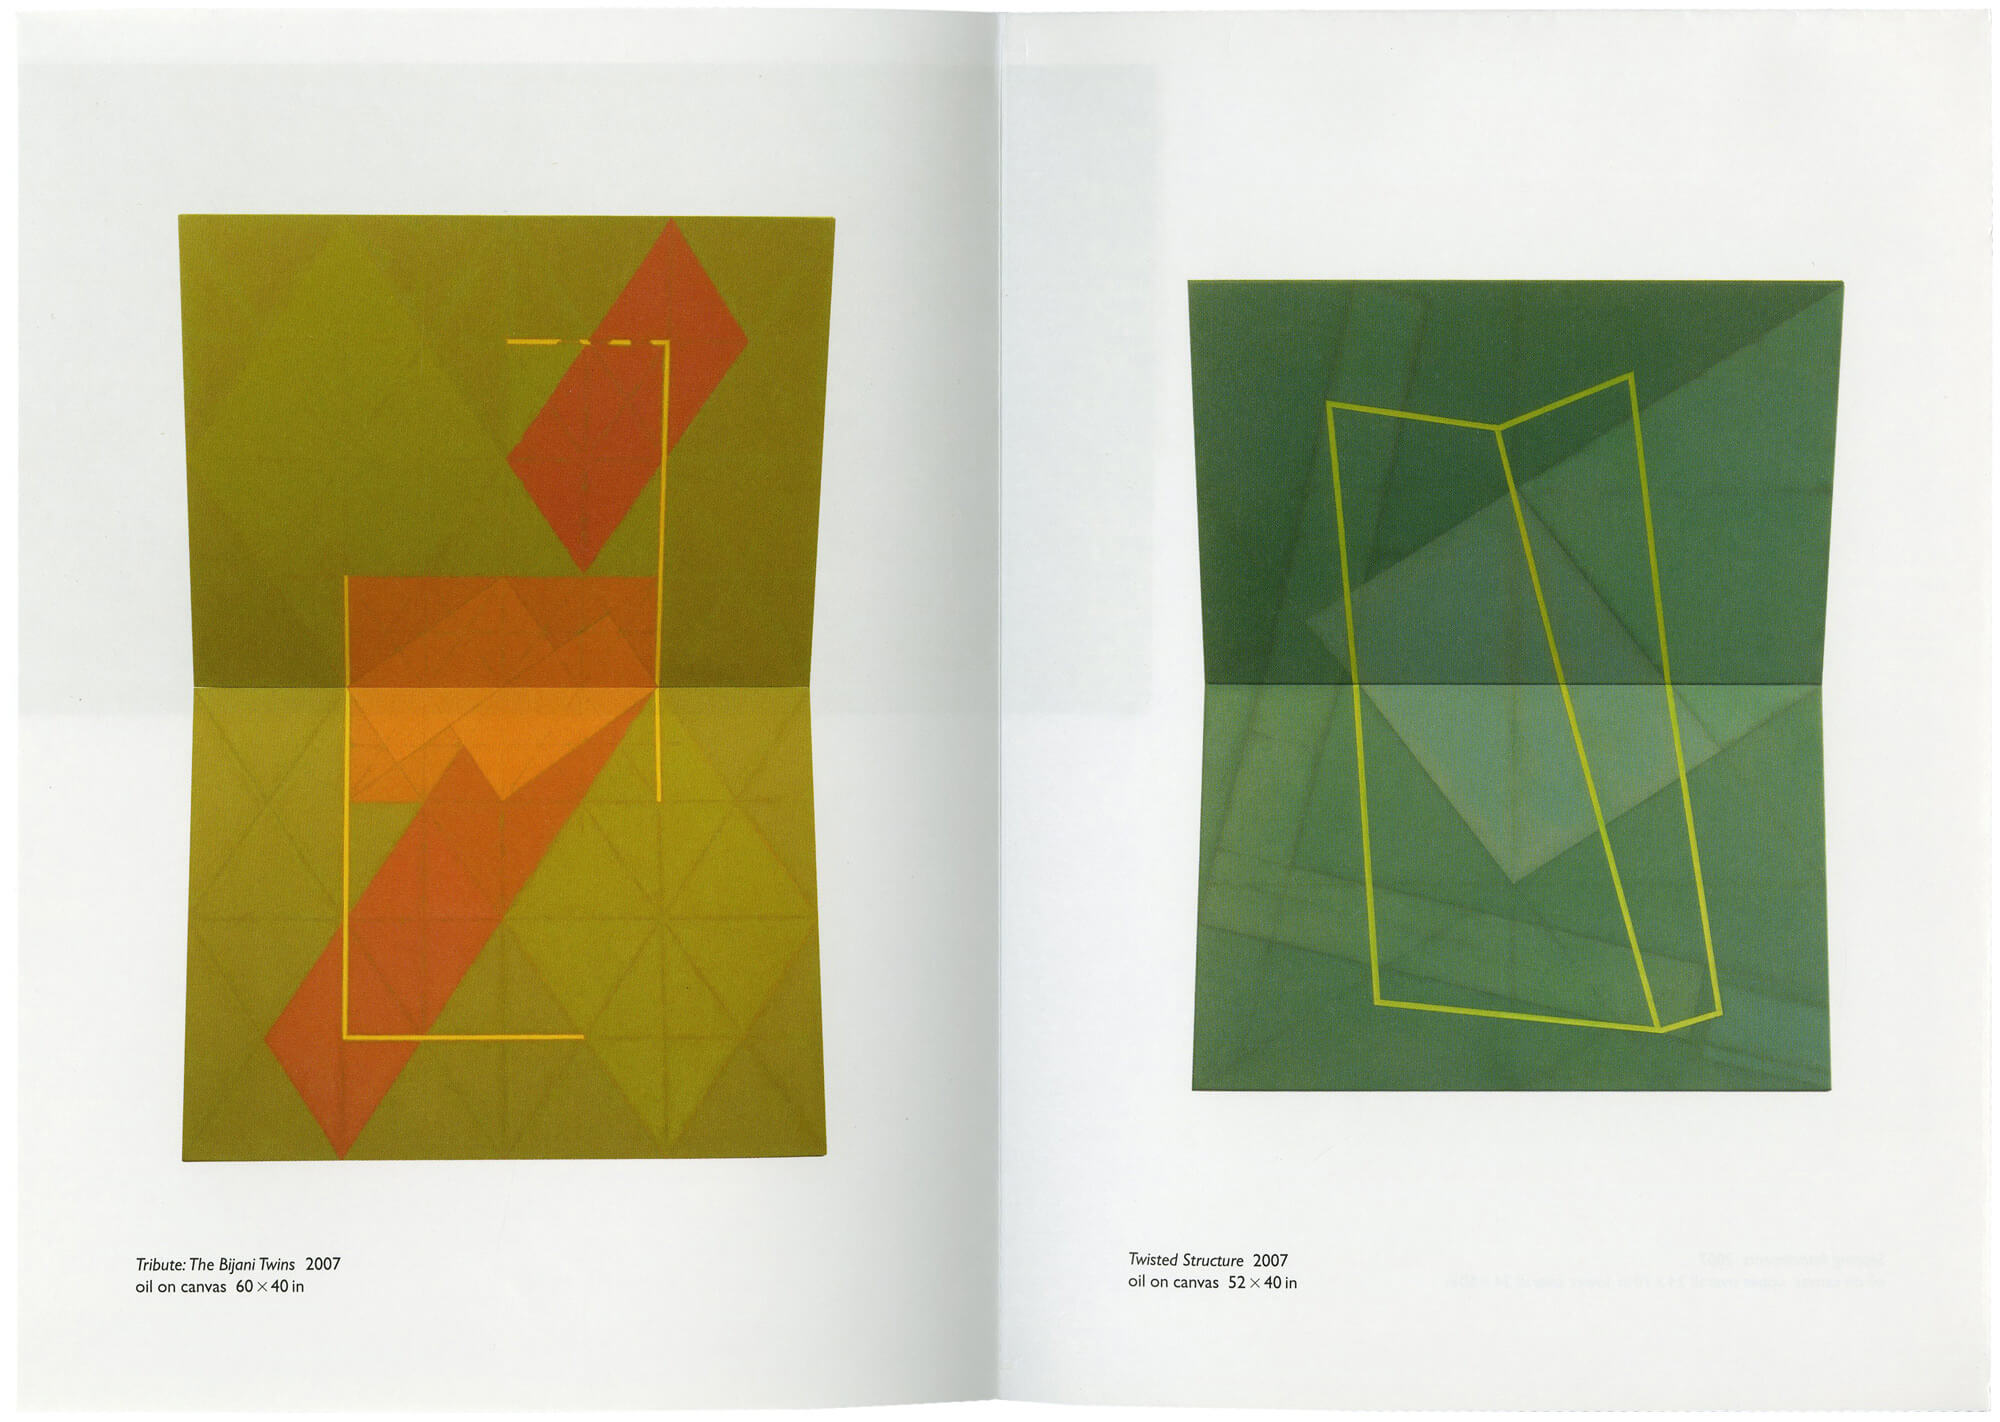 Tribute: The Bijani Twins 2007
oil on canvas 60 × 40 in
Twisted Structure 2007
oil on canvas 52 × 40 in